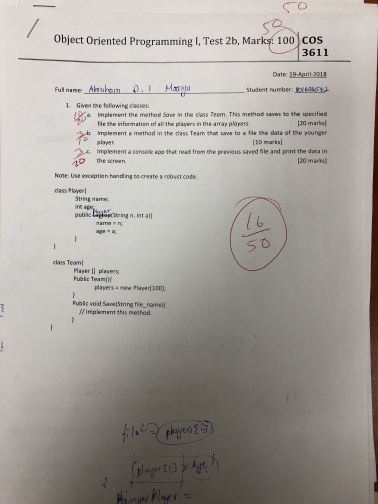 50
50
Object Oriented Programming I, Test 2b, Marks: 100 COS
3611
Date: 19-April-2018
Full name: Abraham D. I Student number:
1. Given the following classes:
a. Implement the method Save in the class Team. This method saves to the specified
file the information of all the players in the array players. [20 marks]
b. Implement a method in the class Team that save to a file the data of the younger
player. [10 marks]
c. Implement a console app that read from the previous saved file and print the data in
the screen. [20 marks]
20
10
20
Note: Use exception handling to create a robust code.
class Player{
String name;
int age;
Player
public Laptop(String n, int a){
name = n;
age = a;
}
}
16
50
class Team{
Player [] players;
Public Team(){
players = new Player[100];
}
Public void Save(String file_name){
// Implement this method.
}
}
file = players[i];
player[i] > Age
YoungerPlayer =